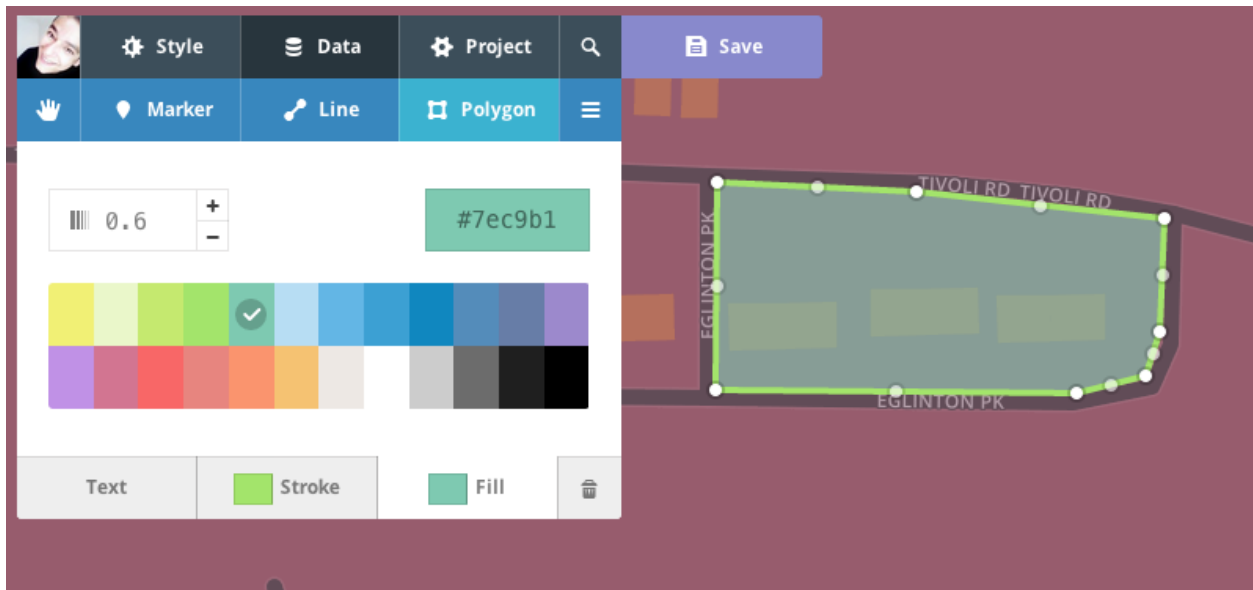 Style
Data
Project
Save
Marker
Line
Polygon
0.6
+
-
#7ec9b1
Text
Stroke
Fill
TIVOLI RD TIVOLI RD
EGLINTON PK
EGLINTON PK